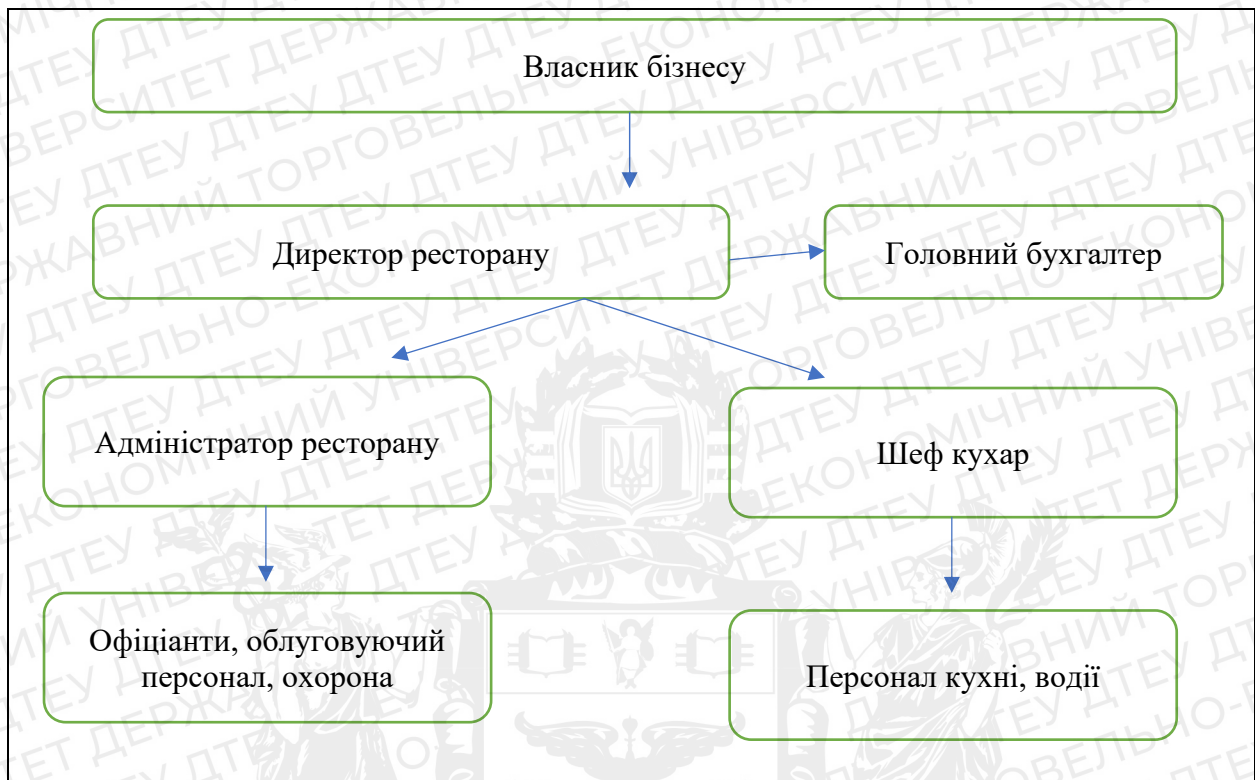 Власник бізнесу
Директор ресторану
Головний бухгалтер
Адміністратор ресторану
Шеф кухар
Офіціанти, облуговуючий
персонал, охорона
Персонал кухні, водії